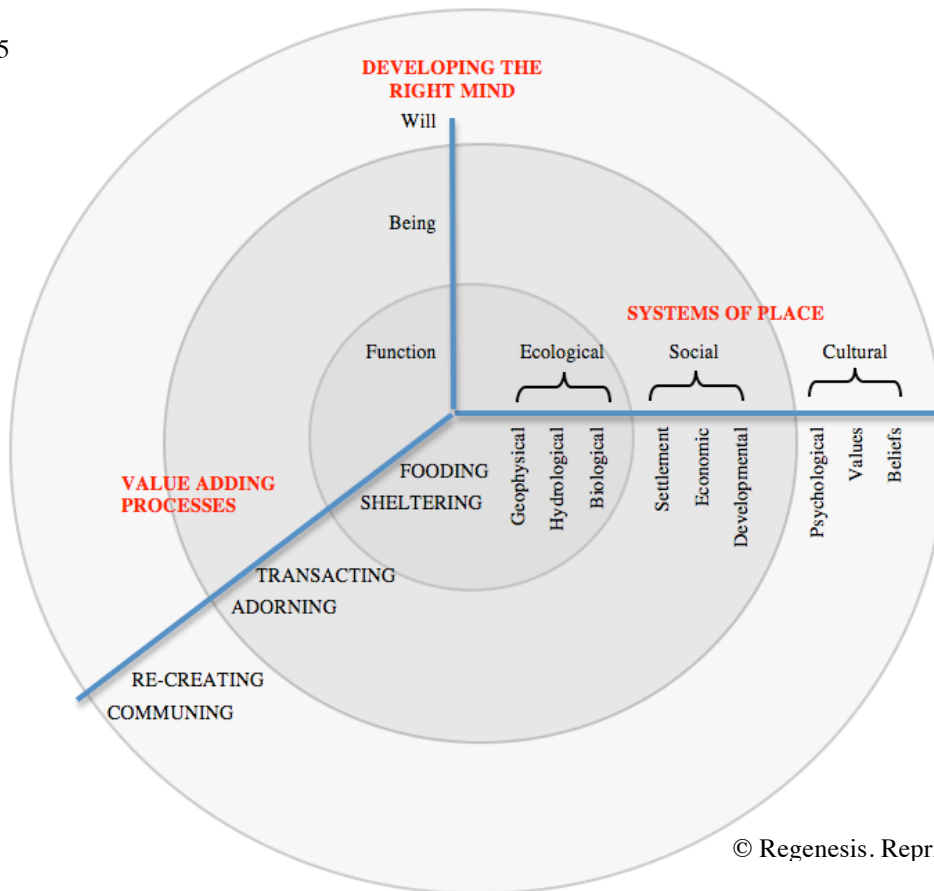 5
DEVELOPING THE
RIGHT MIND
Will
Being
SYSTEMS OF PLACE
Function
Ecological
Social
Cultural
Geophysical
Hydrological
Biological
Settlement
Economic
Developmental
Psychological
Values
Beliefs
VALUE ADDING
PROCESSES
FOODING
SHELTERING
TRANSACTING
ADORNING
RE-CREATING
COMMUNING
© Regenesis. Repri